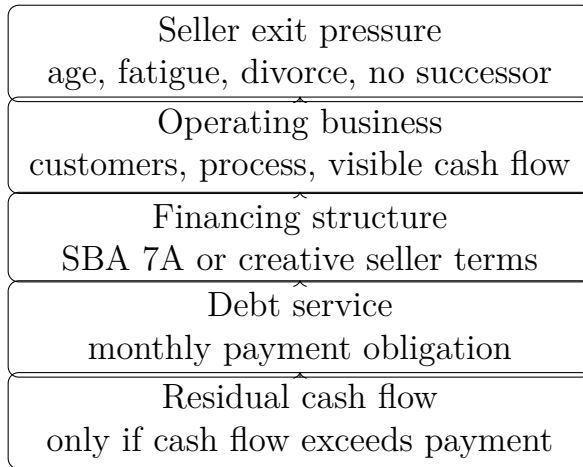 Seller exit pressure
age, fatigue, divorce, no successor
Operating business
customers, process, visible cash flow
Financing structure
SBA 7A or creative seller terms
Debt service
monthly payment obligation
Residual cash flow
only if cash flow exceeds payment